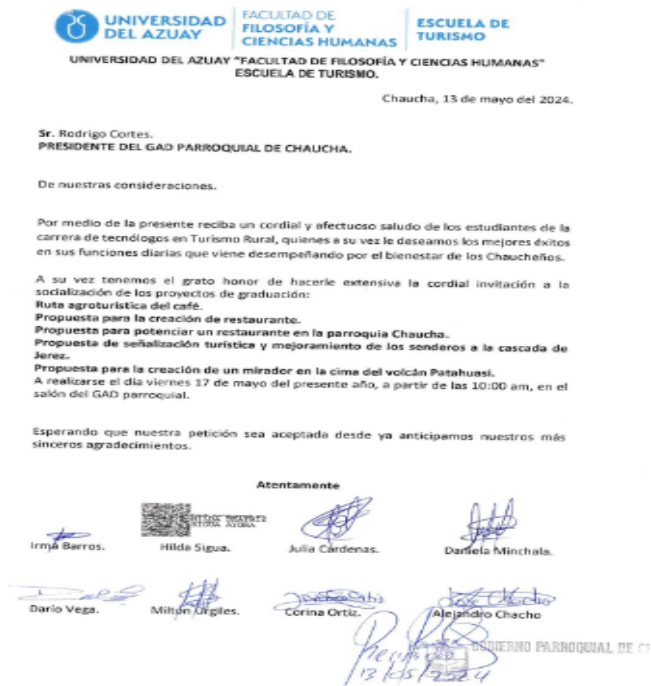 UNIVERSIDAD
DEL AZUAY
FACULTAD DE
FILOSOFÍA Y
CIENCIAS HUMANAS
ESCUELA DE
TURISMO
UNIVERSIDAD DEL AZUAY "FACULTAD DE FILOSOFÍA Y CIENCIAS HUMANAS"
ESCUELA DE TURISMO.
Chaucha, 13 de mayo del 2024.
Sr. Rodrigo Cortes.
PRESIDENTE DEL GAD PARROQUIAL DE CHAUCHA.
De nuestras consideraciones.
Por medio de la presente reciba un cordial y afectuoso saludo de los estudiantes de la
carrera de tecnólogos en Turismo Rural, quienes a su vez le deseamos los mejores éxitos
en sus funciones diarias que viene desempeñando por el bienestar de los Chaucheños.
A su vez tenemos el grato honor de hacerle extensiva la cordial invitación a la
socialización de los proyectos de graduación:
Ruta agroturística del café.
Propuesta para la creación de restaurante.
Propuesta para potenciar un restaurante en la parroquia Chaucha.
Propuesta de señalización turística y mejoramiento de los senderos a la cascada de
Jerez.
Propuesta para la creación de un mirador en la cima del volcán Patahuasi.
A realizarse el día viernes 17 de mayo del presente año, a partir de las 10:00 am, en el
salón del GAD parroquial.
Esperando que nuestra petición sea aceptada desde ya anticipamos nuestros más
sinceros agradecimientos.
Atentamente
Irma Barros.
Hilda Sigua.
Julia Cárdenas.
Daniela Minchala.
Darío Vega.
Milton Urgiles.
Corina Ortiz.
Alejandro Chacho
GOBIERNO PARROQUIAL DE
13/05/2024